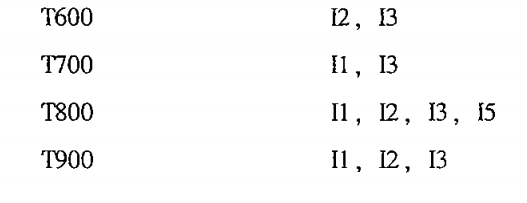 T600 I2, I3
T700 I1, I3
T800 I1, I2, I3, I5
T900 I1, I2, I3